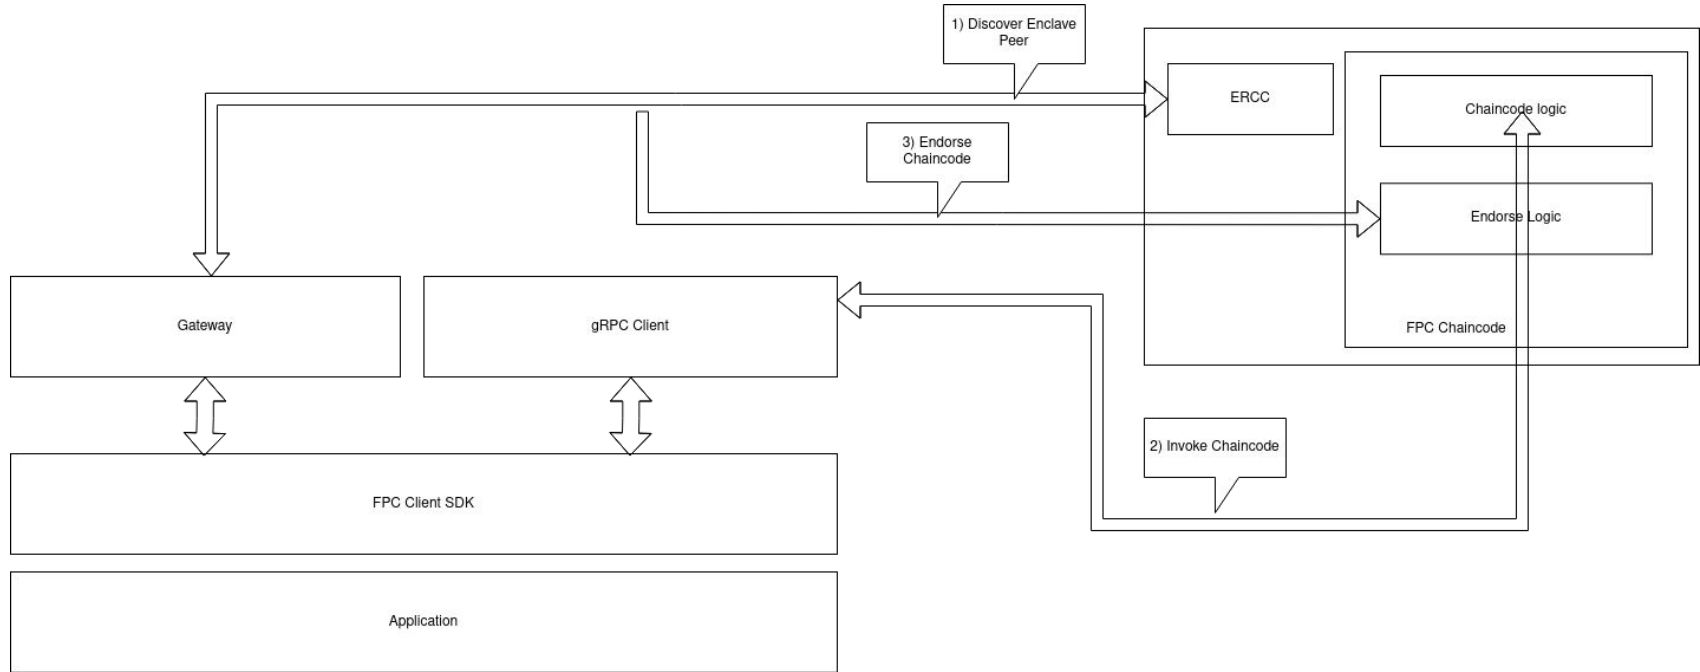 1) Discover Enclave
Peer
ERCC
Chaincode logic
3) Endorse
Chaincode
Endorse Logic
Gateway
gRPC Client
FPC Chaincode
2) Invoke Chaincode
FPC Client SDK
Application